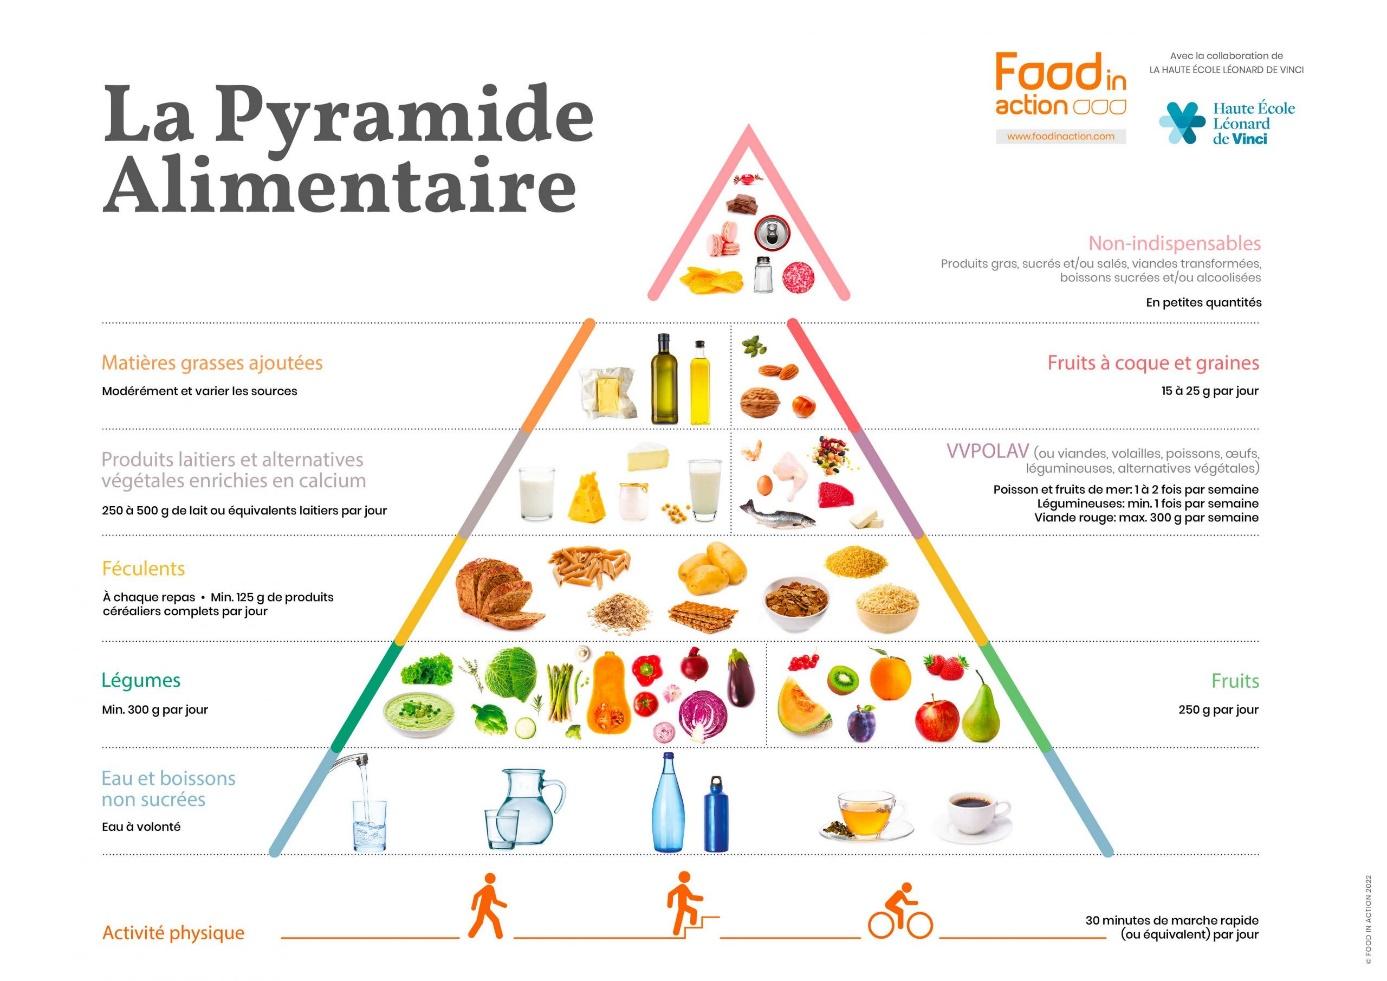 La Pyramide
Alimentaire
Food in
action
www.foodinaction.com
Avec la collaboration de
LA HAUTE ÉCOLE LÉONARD DE VINCI
Haute École
Léonard
de Vinci
Non-indispensables
Produits gras, sucrés et/ou salés, viandes transformées,
boissons sucrées et/ou alcoolisées
En petites quantités
Matières grasses ajoutées
Modérément et varier les sources
Fruits à coque et graines
15 à 25 g par jour
Produits laitiers et alternatives
végétales enrichies en calcium
250 à 500 g de lait ou équivalents laitiers par jour
VVPOLAV (ou viandes, volailles, poissons, œufs,
légumineuses, alternatives végétales)
Poisson et fruits de mer: 1 à 2 fois par semaine
Légumineuses: min. 1 fois par semaine
Viande rouge: max. 300 g par semaine
Féculents
À chaque repas • Min. 125 g de produits
céréaliers complets par jour
Légumes
Min. 300 g par jour
Fruits
250 g par jour
Eau et boissons
non sucrées
Eau à volonté
Activité physique
30 minutes de marche rapide
(ou équivalent) par jour
© FOOD IN ACTION 2022